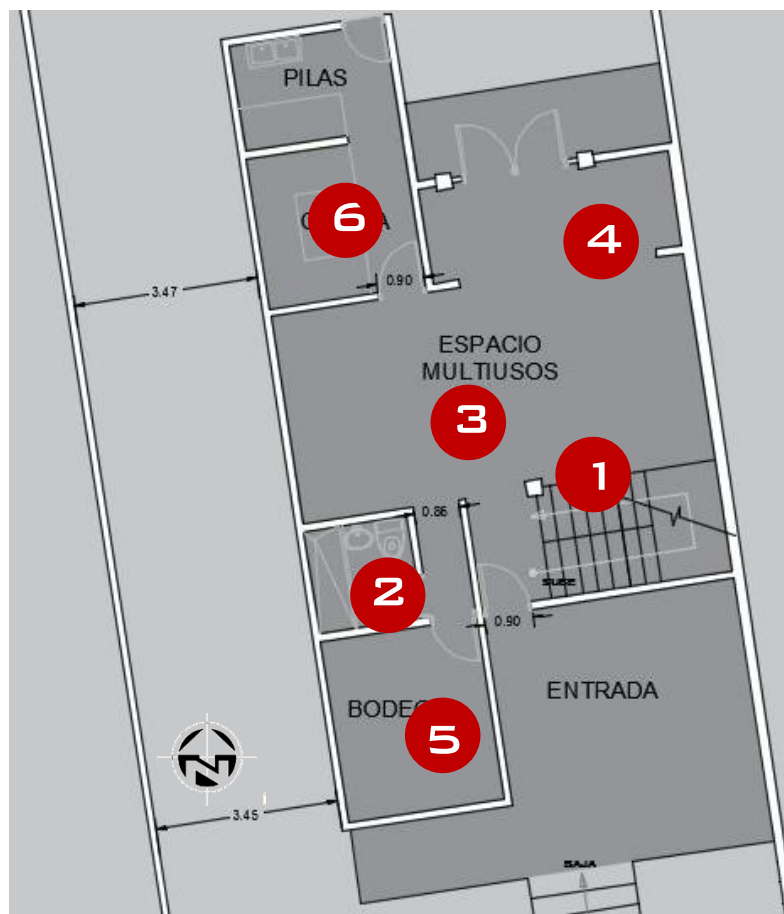 PILAS
6
4
0.90
3.47
ESPACIO
MULTIUSOS
3
1
0.86
SUBE
2
0.90
ENTRADA
5
N
3.45
BAJA